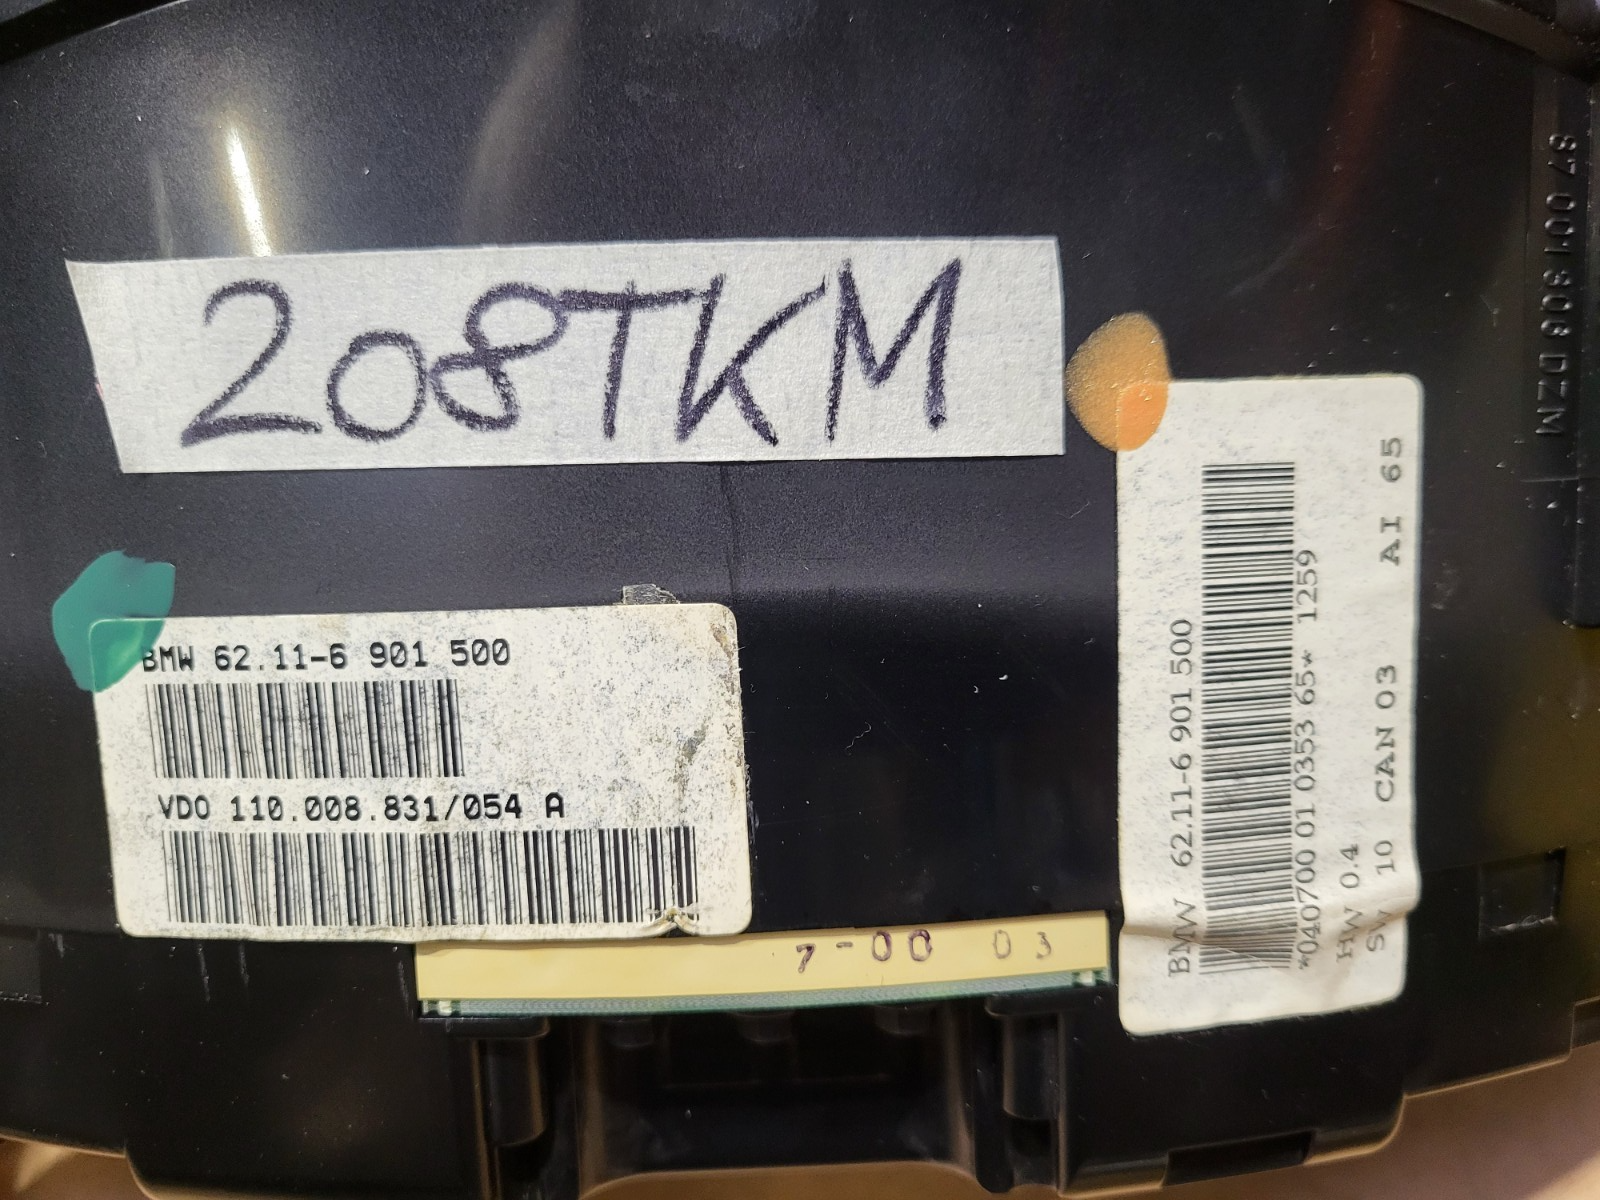 208TKM
BMW 62.11-6 901 500
VDO 110.008.831/054 A
7-00 03
BMW 62.11-6 901 500
*040700 01 0353 65* 1259
HW 0.4
SW 10 CAN 03 AI 65
87 001 908 DZM